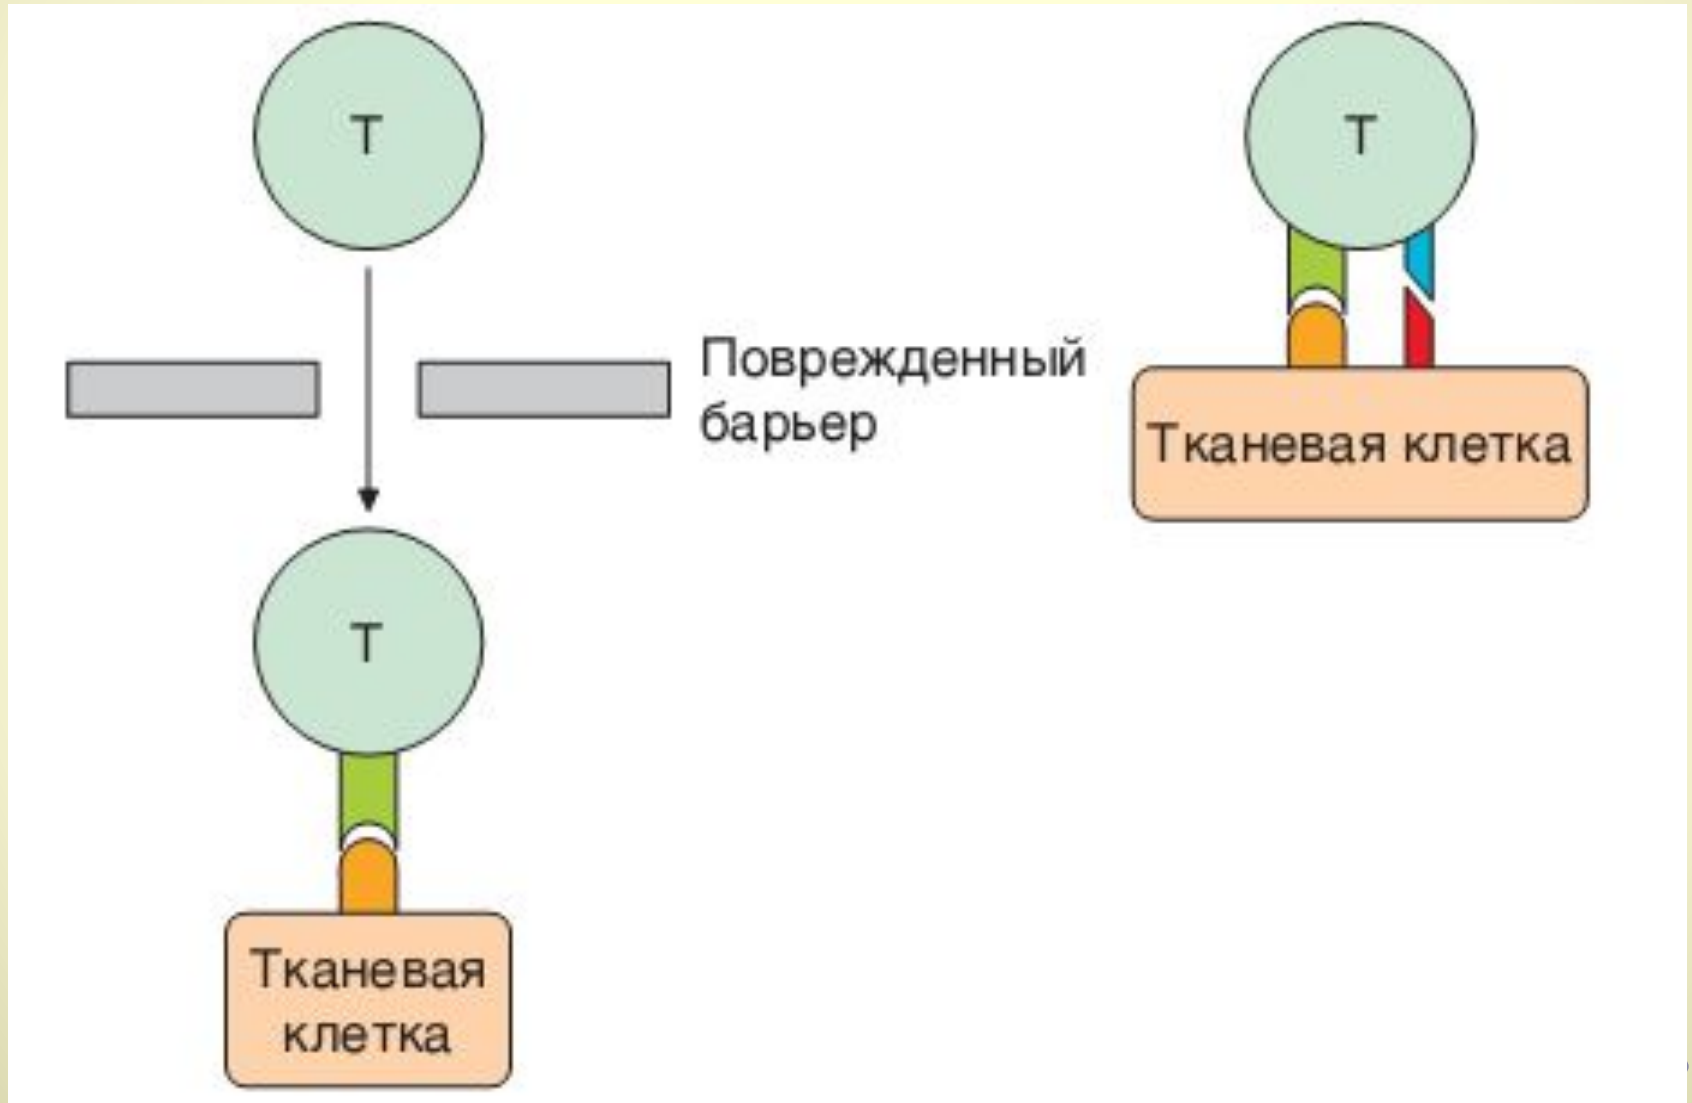 Т
Т
Поврежденный
барьер
Тканевая клетка
Т
Тканевая
клетка